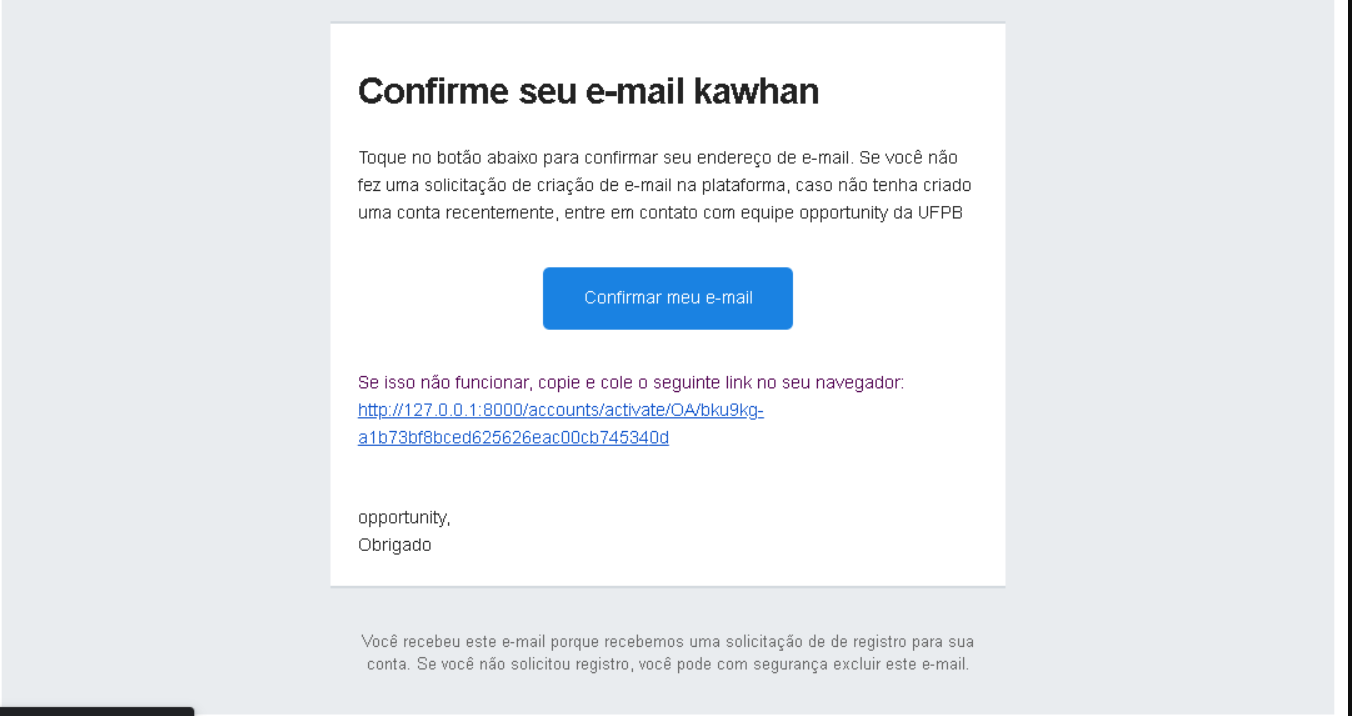 Confirme seu e-mail kawhan
Toque no botão abaixo para confirmar seu endereço de e-mail. Se você não
fez uma solicitação de criação de e-mail na plataforma, caso não tenha criado
uma conta recentemente, entre em contato com equipe opportunity da UFPB
Confirmar meu e-mail
Se isso não funcionar, copie e cole o seguinte link no seu navegador:
http://127.0.0.1:8000/accounts/activate/OA/bku9kg-
a1b73bf8bced625626eac00cb745340d
opportunity,
Obrigado
Você recebeu este e-mail porque recebemos uma solicitação de de registro para sua
conta. Se você não solicitou registro, você pode com segurança excluir este e-mail.